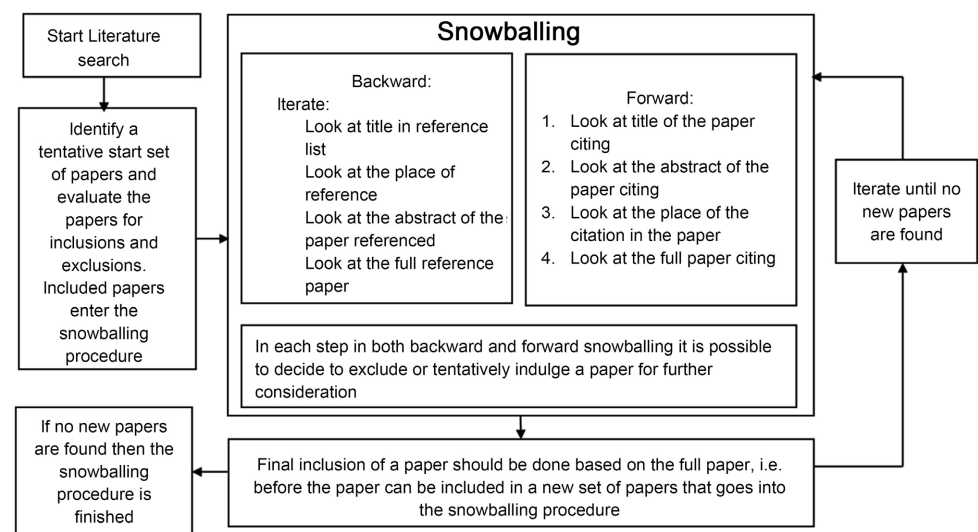 Start Literature
search
Identify a
tentative start set
of papers and
evaluate the
papers for
inclusions and
exclusions.
Included papers
enter the
snowballing
procedure
Snowballing
Backward:
Iterate:
Look at title in reference
list
Look at the place of
reference
Look at the abstract of the
paper referenced
Look at the full reference
paper
Forward:
1. Look at title of the paper
citing
2. Look at the abstract of the
paper citing
3. Look at the place of the
citation in the paper
4. Look at the full paper citing
In each step in both backward and forward snowballing it is possible
to decide to exclude or tentatively indulge a paper for further
consideration
Iterate until no
new papers
are found
Final inclusion of a paper should be done based on the full paper, i.e.
before the paper can be included in a new set of papers that goes into
the snowballing procedure
If no new papers
are found then the
snowballing
procedure is
finished